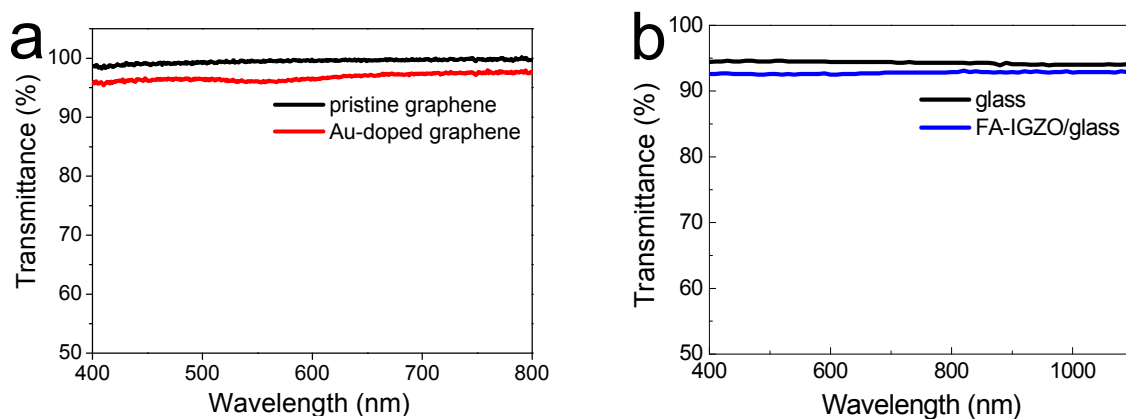 a
Transmittance (%)
100
90
80
70
60
50
pristine graphene
Au-doped graphene
400
500
600
700
800
Wavelength (nm)
b
Transmittance (%)
100
90
80
70
60
50
glass
FA-IGZO/glass
400
600
800
1000
Wavelength (nm)